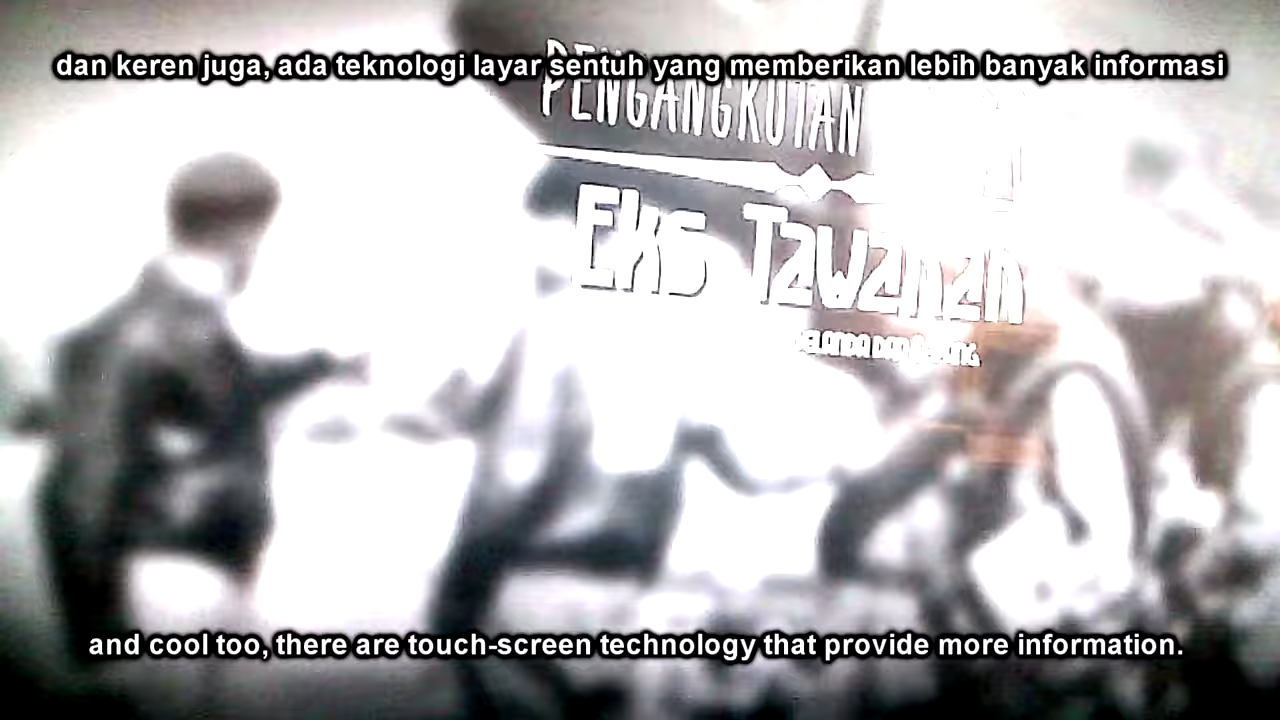 dan keren juga, ada teknologi layar sentuh yang memberikan lebih banyak informasi
PENGANGKUTAN
Eks Tawanan
and cool too, there are touch-screen technology that provide more information.